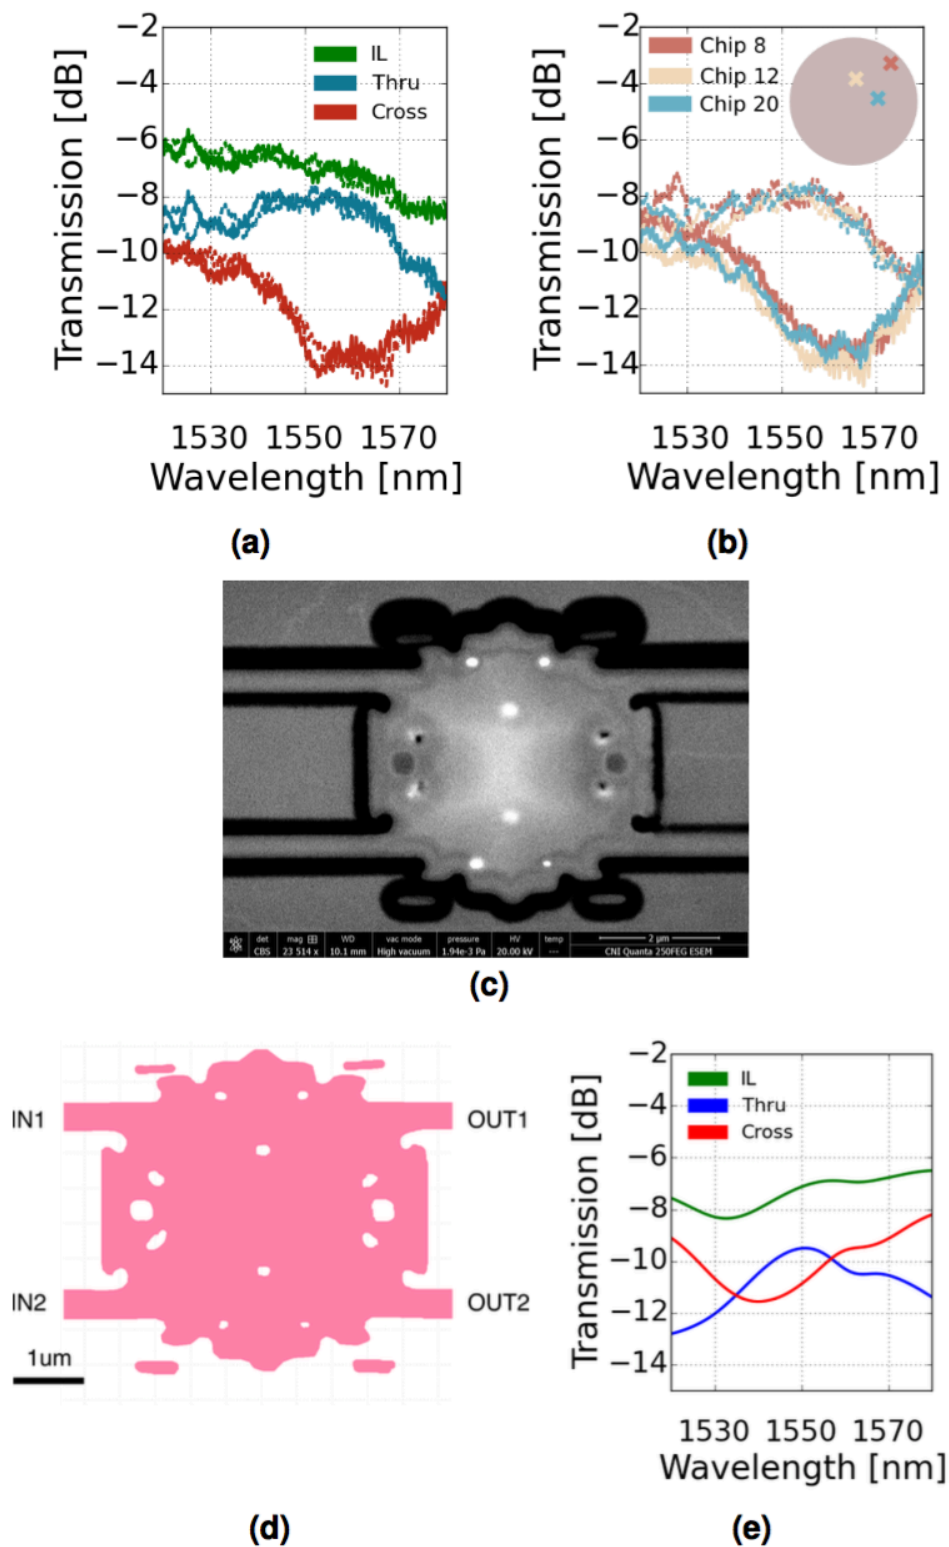 −2
−4
−6
−8
−10
−12
−14
Transmission [dB]
IL
Thru
Cross
1530 1550 1570
Wavelength [nm]
(a)
−2
−4
−6
−8
−10
−12
−14
Transmission [dB]
Chip 8
Chip 12
Chip 20
1530 1550 1570
Wavelength [nm]
(b)
det mag WD vac mode pressure HV temp 2 μm
CBS 23 514 x 10.1 mm High vacuum 1.94e-3 Pa 20.00 kV --- CNI Quanta 250FEG ESEM
(c)
IN1 OUT1
IN2 OUT2
1um
(d)
−2
−4
−6
−8
−10
−12
−14
Transmission [dB]
IL
Thru
Cross
1530 1550 1570
Wavelength [nm]
(e)